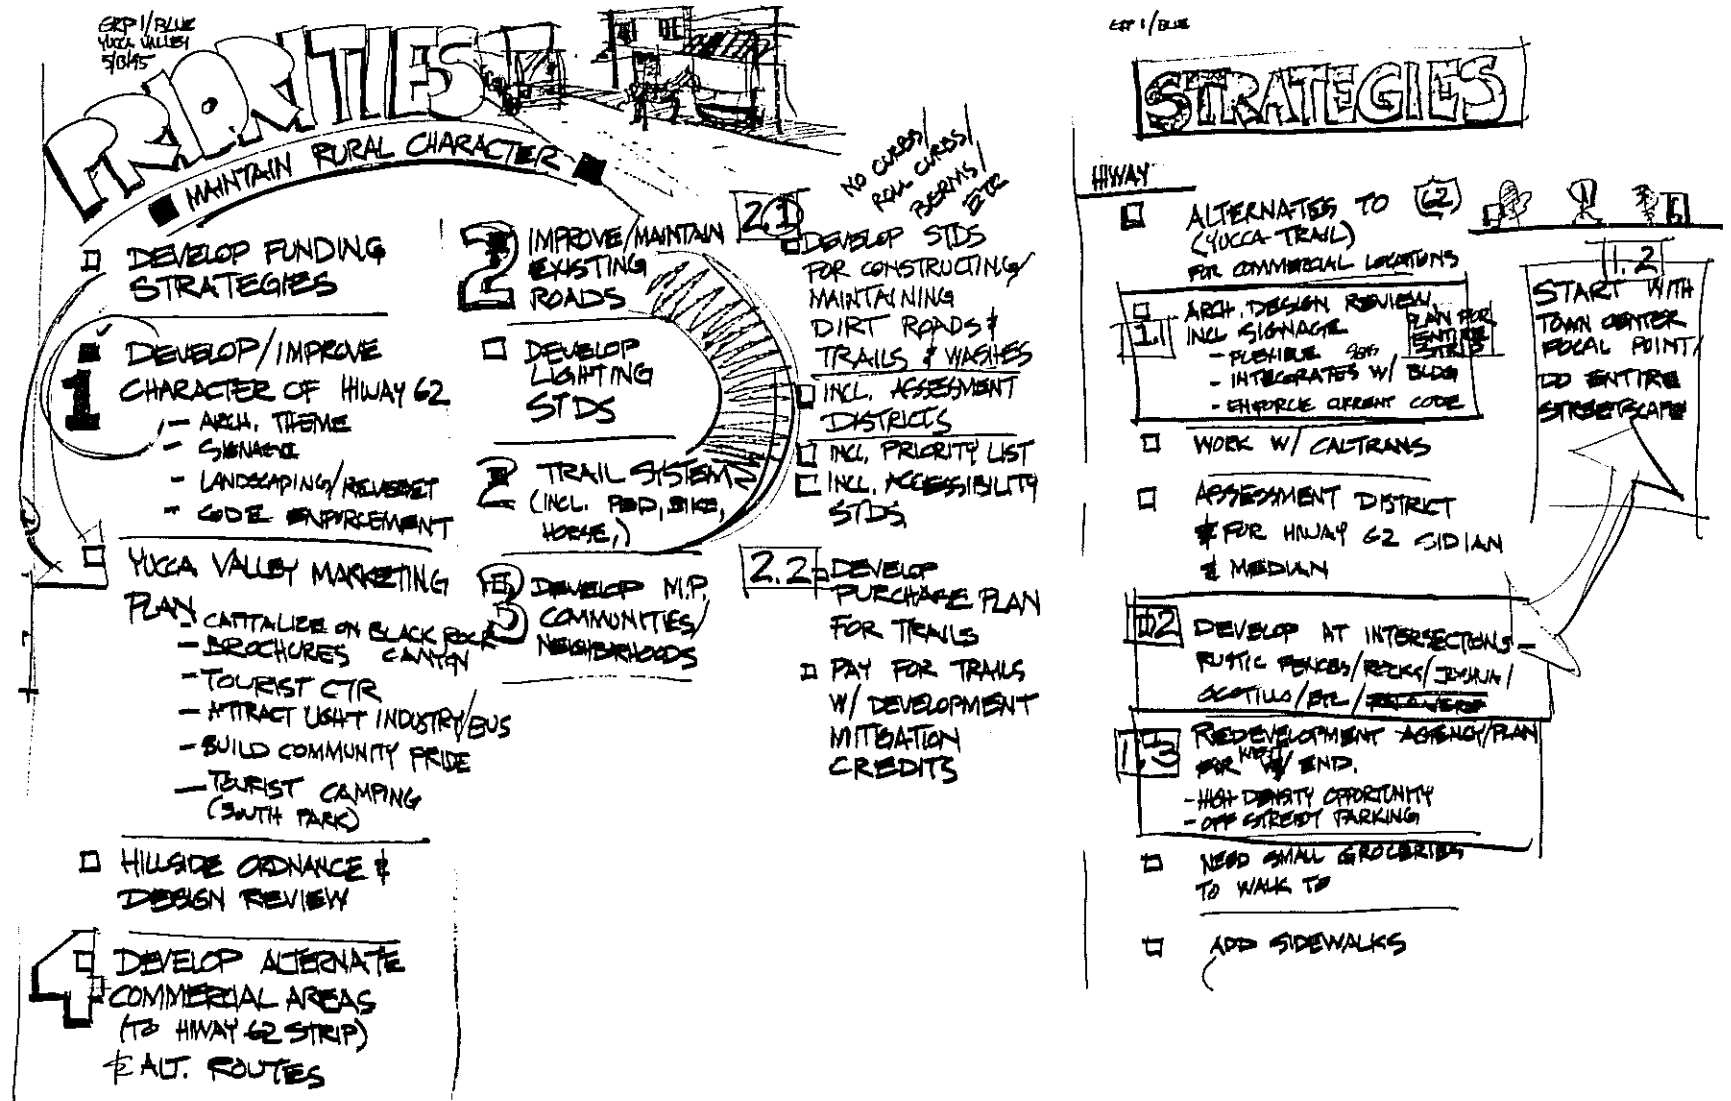 GRP 1/BLUE
YUCCA VALLEY
5/13/95
PRIORITIES
MAINTAIN RURAL CHARACTER
DEVELOP FUNDING
STRATEGIES
1
DEVELOP/IMPROVE
CHARACTER OF HIWAY 62
- ARCH. THEME
- SIGNAGE
- LANDSCAPING/
- CODE ENFORCEMENT
YUCCA VALLEY MARKETING
PLAN
- CAPITALIZE ON BLACK ROCK
CANYON
- BROCHURES
- TOURIST CTR
- ATTRACT LIGHT INDUSTRY/BUS
- BUILD COMMUNITY PRIDE
- TOURIST CAMPING
(SOUTH PARK)
HILLSIDE ORDNANCE &
DESIGN REVIEW
4
DEVELOP ALTERNATE
COMMERCIAL AREAS
(TO HIWAY 62 STRIP)
& ALT. ROUTES
2
IMPROVE/MAINTAIN
EXISTING
ROADS
DEVELOP
LIGHTING
STDS
2
TRAIL SYSTEM
(INCL. PED, BIKE,
HORSE,)
3
DEVELOP M.P.
COMMUNITIES/
NEIGHBORHOODS
NO CURBS/
ROLL CURBS/
BERMS/
ETC
2.1
DEVELOP STDS
FOR CONSTRUCTING/
MAINTAINING
DIRT ROADS &
TRAILS & WASHES
INCL. ASSESSMENT
DISTRICTS
INCL. PRIORITY LIST
INCL. ACCESSIBILITY
STDS
2.2
DEVELOP
PURCHASE PLAN
FOR TRAILS
PAY FOR TRAILS
W/ DEVELOPMENT
MITIGATION
CREDITS
GRP 1/BLUE
STRATEGIES
HIWAY
ALTERNATES TO 62
(YUCCA TRAIL)
FOR COMMERCIAL LOCATIONS
1.1
ARCH. DESIGN REVIEW,
INCL SIGNAGE
- FLEXIBLE
- INTEGRATES W/ BLDG
- ENFORCE CURRENT CODE
PLAN FOR
ENTIRE
STRIP
WORK W/ CALTRANS
ASSESSMENT DISTRICT
FOR HIWAY 62
& MEDIAN
1.2
DEVELOP AT INTERSECTIONS -
RUSTIC FENCES/ROCKS/JOSHUA/
OCOTILLO/ETC/
1.3
REDEVELOPMENT AGENCY/PLAN
FOR WEST END.
- HIGH DENSITY OPPORTUNITY
- OFF STREET PARKING
NEED SMALL GROCERIES
TO WALK TO
ADD SIDEWALKS
1.2
START WITH
TOWN CENTER
FOCAL POINT/
DO ENTIRE
STREETSCAPE